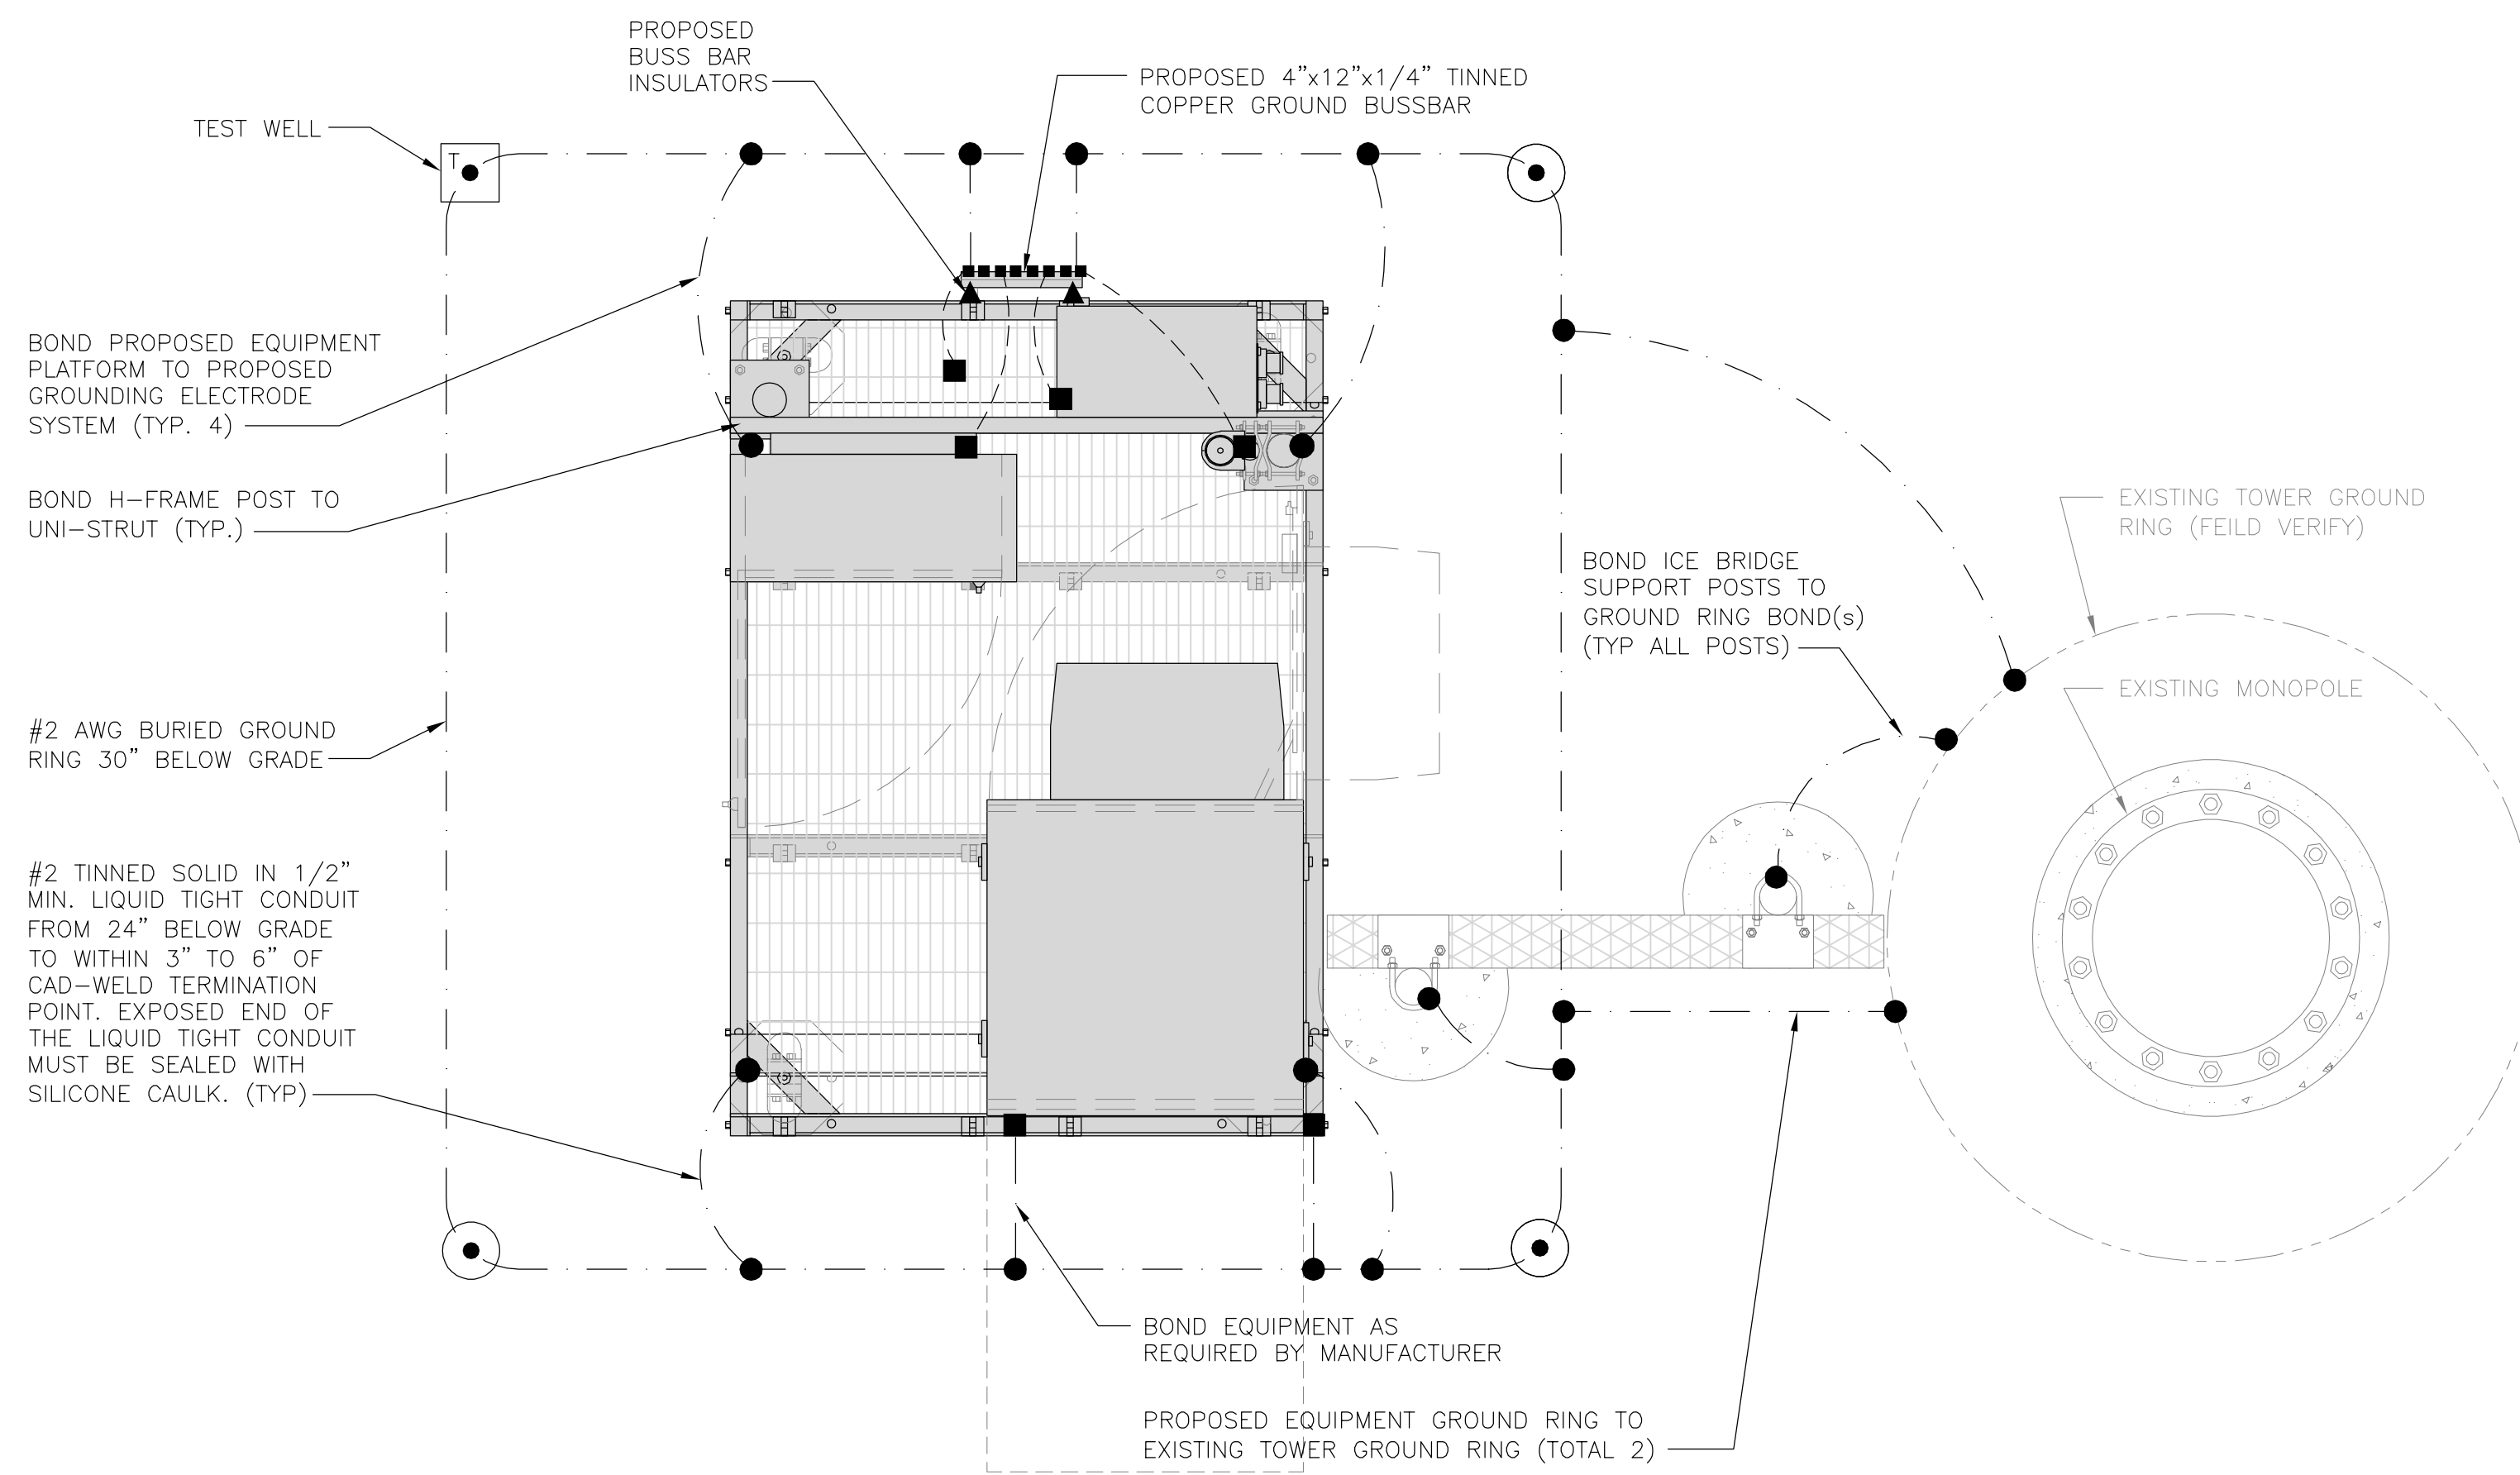 PROPOSED
BUSS BAR
INSULATORS
PROPOSED 4”x12”x1/4” TINNED
COPPER GROUND BUSSBAR
TEST WELL
T
BOND PROPOSED EQUIPMENT
PLATFORM TO PROPOSED
GROUNDING ELECTRODE
SYSTEM (TYP. 4)
BOND H-FRAME POST TO
UNI-STRUT (TYP.)
EXISTING TOWER GROUND
RING (FEILD VERIFY)
BOND ICE BRIDGE
SUPPORT POSTS TO
GROUND RING BOND(s)
(TYP ALL POSTS)
EXISTING MONOPOLE
#2 AWG BURIED GROUND
RING 30” BELOW GRADE
#2 TINNED SOLID IN 1/2”
MIN. LIQUID TIGHT CONDUIT
FROM 24” BELOW GRADE
TO WITHIN 3” TO 6” OF
CAD-WELD TERMINATION
POINT. EXPOSED END OF
THE LIQUID TIGHT CONDUIT
MUST BE SEALED WITH
SILICONE CAULK. (TYP)
BOND EQUIPMENT AS
REQUIRED BY MANUFACTURER
PROPOSED EQUIPMENT GROUND RING TO
EXISTING TOWER GROUND RING (TOTAL 2)